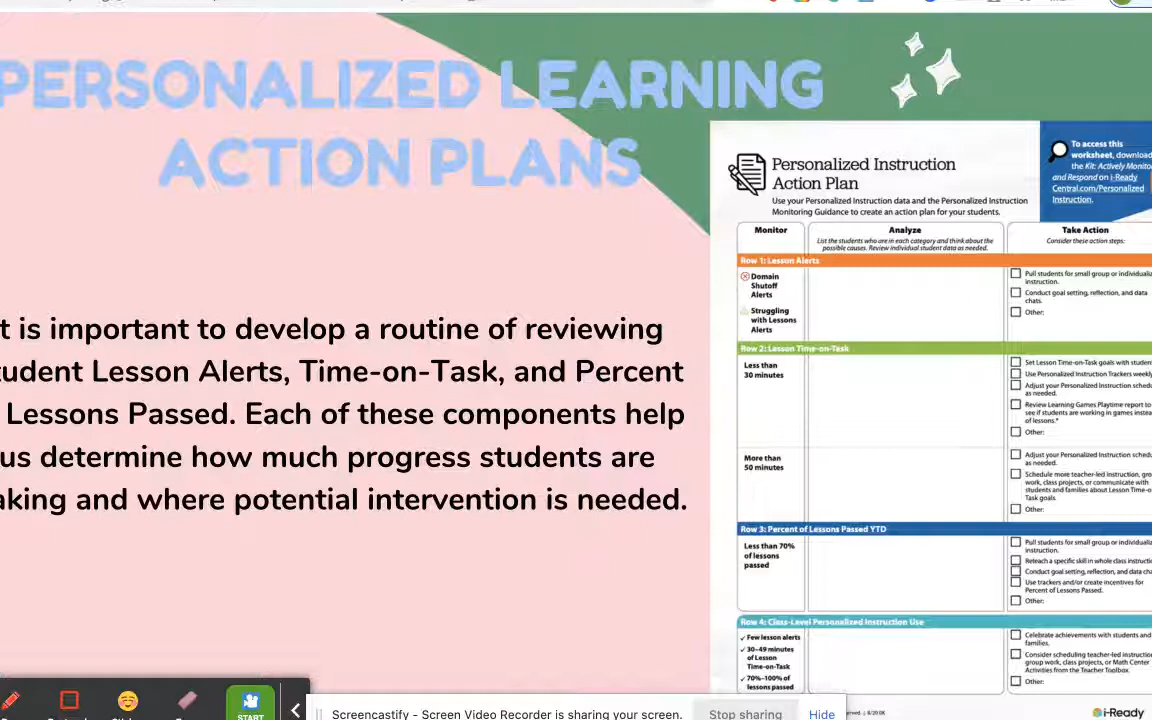 PERSONALIZED LEARNING
ACTION PLANS
t is important to develop a routine of reviewing
tudent Lesson Alerts, Time-on-Task, and Percent
Lessons Passed. Each of these components help
us determine how much progress students are
aking and where potential intervention is needed.
Personalized Instruction
Action Plan
Use your Personalized Instruction data and the Personalized Instruction
Monitoring Guidance to create an action plan for your students.
To access this
worksheet, download
the Kit: Actively Monito
and Respond on i-Ready
Central.com/Personalized
Instruction.
Monitor
Analyze
List the students who are in each category and think about the
possible causes. Review individual student data as needed.
Take Action
Consider these action steps:
Row 1: Lesson Alerts
Domain
Shutoff
Alerts
Struggling
with Lessons
Alerts
Pull students for small group or individualiz
instruction.
Conduct goal setting, reflection, and data
chats.
Other:
Row 2: Lesson Time-on-Task
Less than
30 minutes
Set Lesson Time-on-Task goals with student
Use Personalized Instruction Trackers weekly
Adjust your Personalized Instruction schedu
as needed.
Review Learning Games Playtime report to
see if students are working in games instea
of lessons.*
Other:
More than
50 minutes
Adjust your Personalized Instruction schedu
as needed.
Schedule more teacher-led instruction, gro
work, class projects, or communicate with
students and families about Lesson Time-o
Task goals
Other:
Row 3: Percent of Lessons Passed YTD
Less than 70%
of lessons
passed
Pull students for small group or individualiz
instruction.
Reteach a specific skill in whole class instructi
Conduct goal setting, reflection, and data cha
Use trackers and/or create incentives for
Percent of Lessons Passed.
Other:
Row 4: Class-Level Personalized Instruction Use
✓ Few lesson alerts
✓ 30–49 minutes
of Lesson
Time-on-Task
✓ 70%–100% of
lessons passed
Celebrate achievements with students and
families.
Consider scheduling teacher-led instructio
group work, class projects, or Math Center
Activities from the Teacher Toolbox.
Other:
i-Ready
START
Screencastify - Screen Video Recorder is sharing your screen.
Stop sharing
Hide